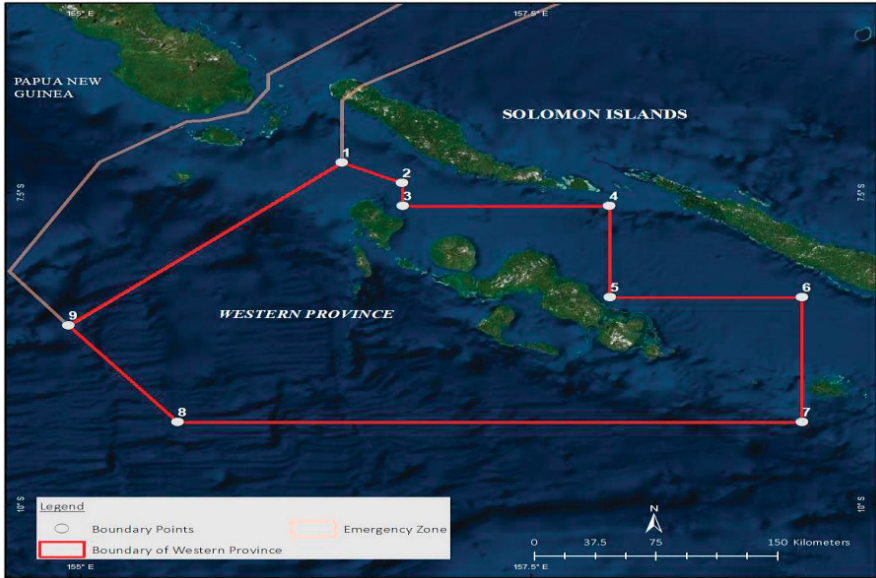 155° E
157.5° E
PAPUA NEW
GUINEA
SOLOMON ISLANDS
1
2
7.5° S
7.5° S
3
4
5
6
9
WESTERN PROVINCE
8
7
10° S
10° S
Legend
Boundary Points
Emergency Zone
Boundary of Western Province
N
0
37.5
75
150 Kilometers
155° E
157.5° E